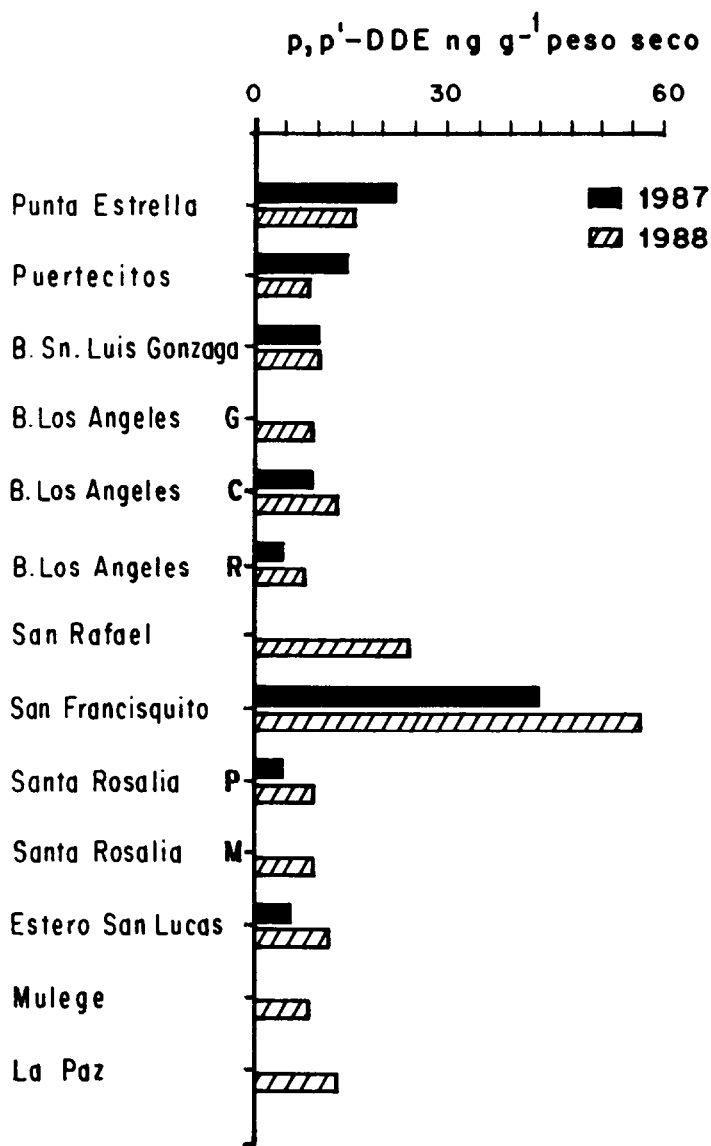 p,p'-DDE ng g⁻¹ peso seco
0 30 60
1987
1988
Punta Estrella
Puertecitos
B. Sn. Luis Gonzaga
B. Los Angeles G
B. Los Angeles C
B. Los Angeles R
San Rafael
San Francisquito
Santa Rosalia P
Santa Rosalia M
Estero San Lucas
Mulege
La Paz